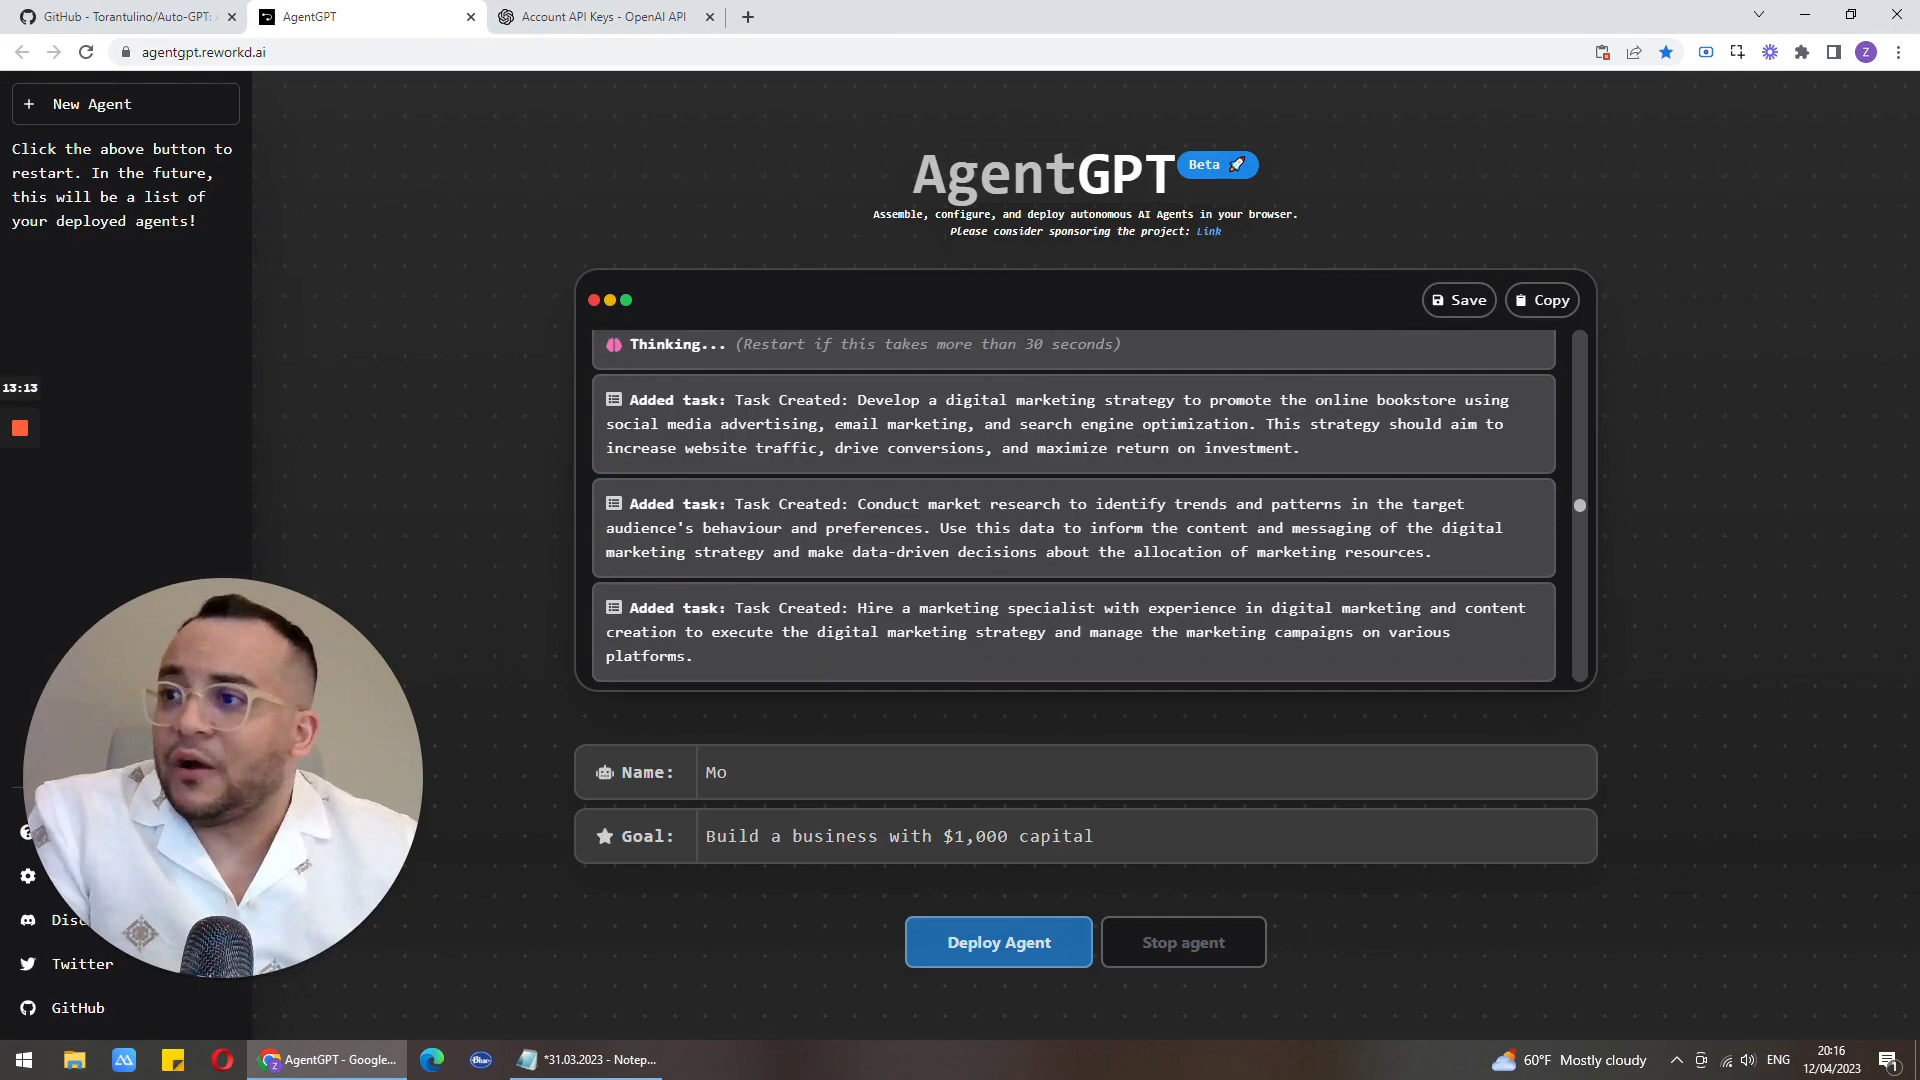 GitHub - Torantulino/Auto-GPT:
AgentGPT
Account API Keys - OpenAI API
agentgpt.reworkd.ai
Z
+ New Agent
Click the above button to
restart. In the future,
this will be a list of
your deployed agents!
AgentGPT
Beta
Assemble, configure, and deploy autonomous AI Agents in your browser.
Please consider sponsoring the project: Link
Save
Copy
Thinking... (Restart if this takes more than 30 seconds)
Added task: Task Created: Develop a digital marketing strategy to promote the online bookstore using
social media advertising, email marketing, and search engine optimization. This strategy should aim to
increase website traffic, drive conversions, and maximize return on investment.
Added task: Task Created: Conduct market research to identify trends and patterns in the target
audience's behaviour and preferences. Use this data to inform the content and messaging of the digital
marketing strategy and make data-driven decisions about the allocation of marketing resources.
Added task: Task Created: Hire a marketing specialist with experience in digital marketing and content
creation to execute the digital marketing strategy and manage the marketing campaigns on various
platforms.
13:13
Name: Mo
Goal: Build a business with $1,000 capital
Deploy Agent
Stop agent
Twitter
GitHub
AgentGPT - Google...
Blue
*31.03.2023 - Notep...
60°F Mostly cloudy
ENG
20:16
12/04/2023
1